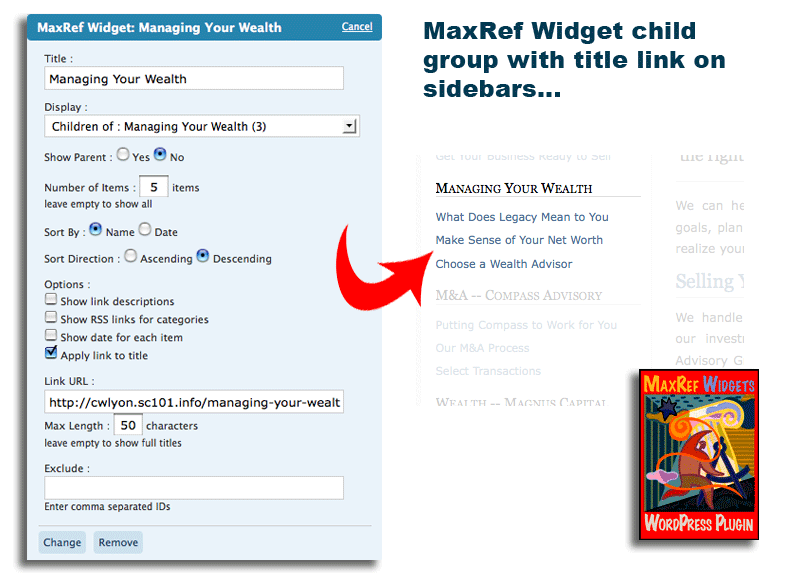 MaxRef Widget: Managing Your Wealth
Cancel
Title :
Managing Your Wealth
Display :
Children of : Managing Your Wealth (3)
Show Parent : Yes No
Number of Items : 5 items
leave empty to show all
Sort By : Name Date
Sort Direction : Ascending Descending
Options :
Show link descriptions
Show RSS links for categories
Show date for each item
Apply link to title
Link URL :
http://cwlyon.sc101.info/managing-your-wealt
Max Length : 50 characters
leave empty to show full titles
Exclude :
Enter comma separated IDs
Change
Remove
MaxRef Widget child
group with title link on
sidebars...
Get Your Business Ready to Sell
Managing Your Wealth
What Does Legacy Mean to You
Make Sense of Your Net Worth
Choose a Wealth Advisor
M&A -- Compass Advisory
Putting Compass to Work for You
Our M&A Process
Select Transactions
Wealth -- Magnus Capital
the right
We can he
goals, plan
realize your
Selling Y
We handle
our invest
Advisory G
MaxRef Widgets
WordPress Plugin